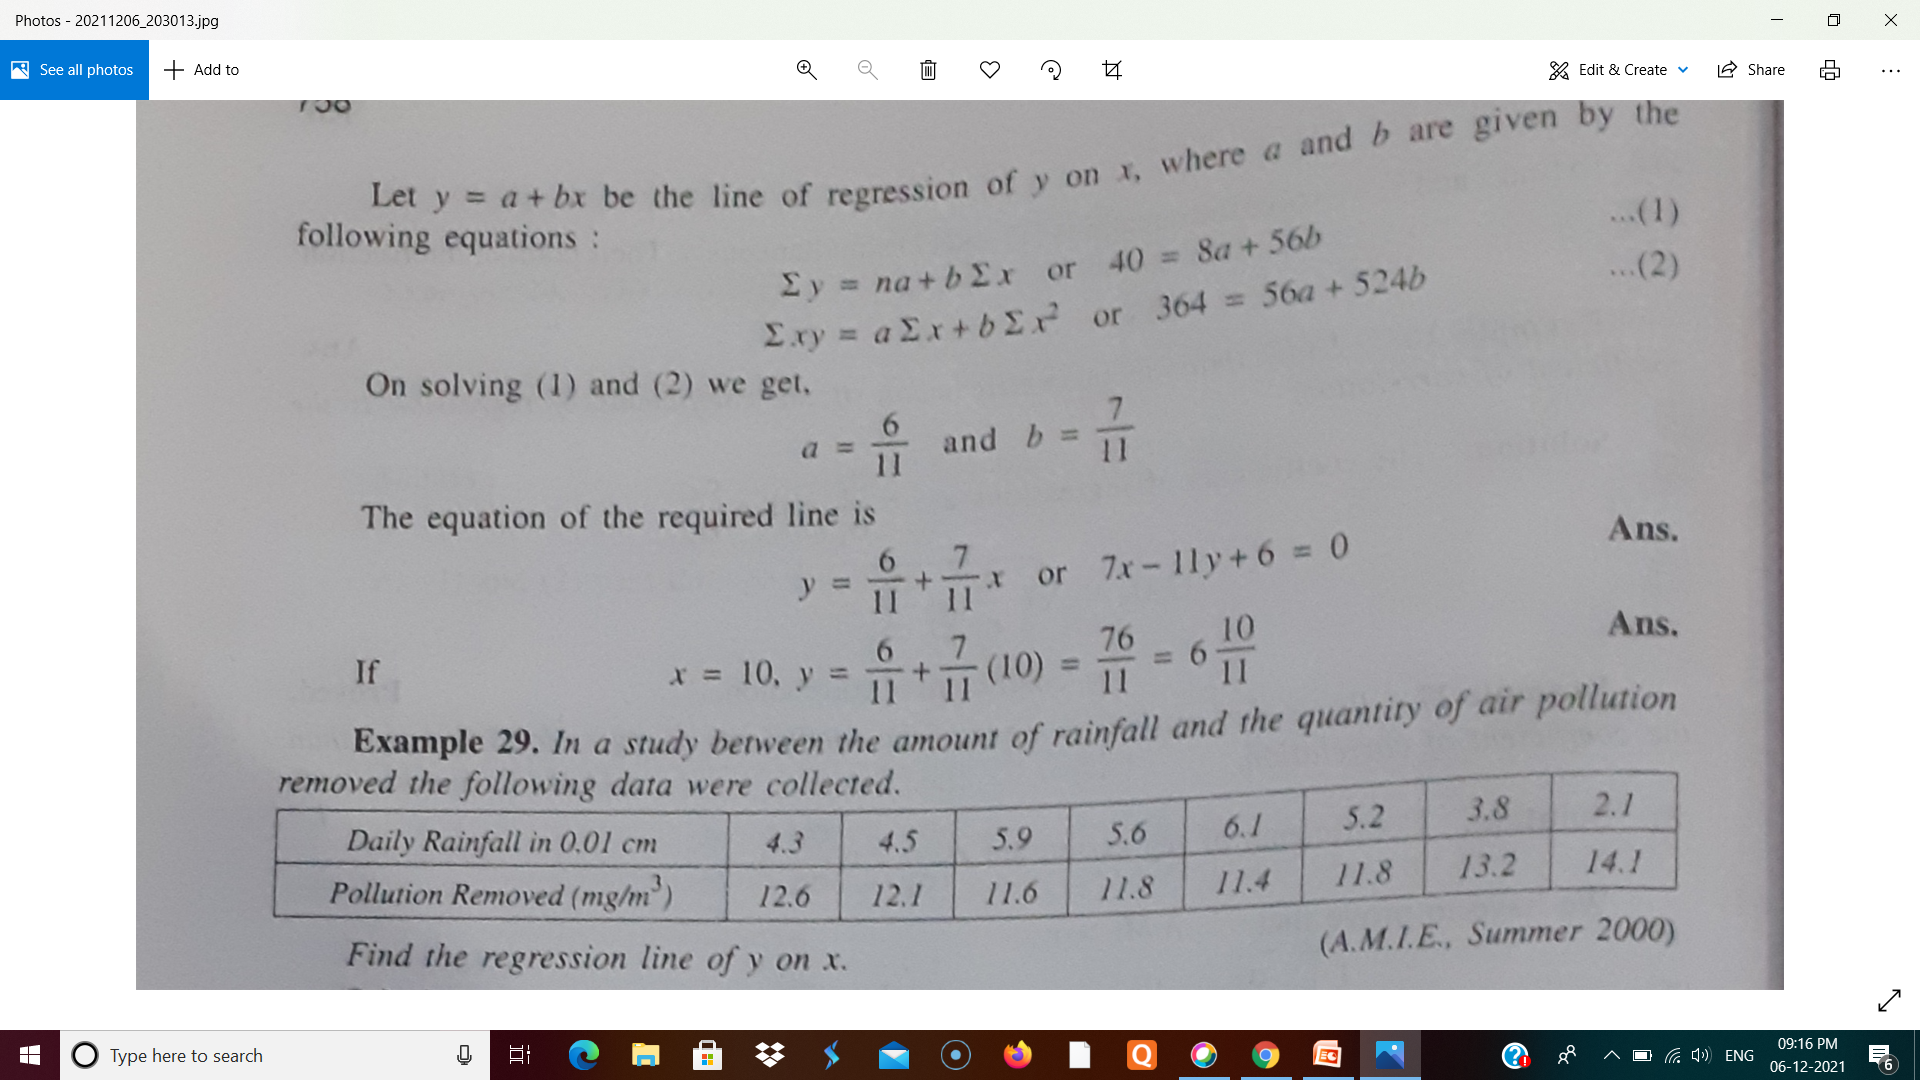 Photos - 20211206_203013.jpg
See all photos
Add to
Edit & Create
Share
738
Let y = a + bx be the line of regression of y on x, where a and b are given by the
following equations :
Σ y = na + b Σ x or 40 = 8a + 56b ...(1)
Σ xy = a Σ x + b Σ x² or 364 = 56a + 524b ...(2)
On solving (1) and (2) we get,
a = 6/11 and b = 7/11
The equation of the required line is
y = 6/11 + 7/11 x or 7x − 11y + 6 = 0 Ans.
If x = 10, y = 6/11 + 7/11 (10) = 76/11 = 6 10/11 Ans.
Example 29. In a study between the amount of rainfall and the quantity of air pollution
removed the following data were collected.
Daily Rainfall in 0.01 cm 4.3 4.5 5.9 5.6 6.1 5.2 3.8 2.1
Pollution Removed (mg/m³) 12.6 12.1 11.6 11.8 11.4 11.8 13.2 14.1
Find the regression line of y on x. (A.M.I.E., Summer 2000)
Type here to search
ENG
09:16 PM
06-12-2021
6